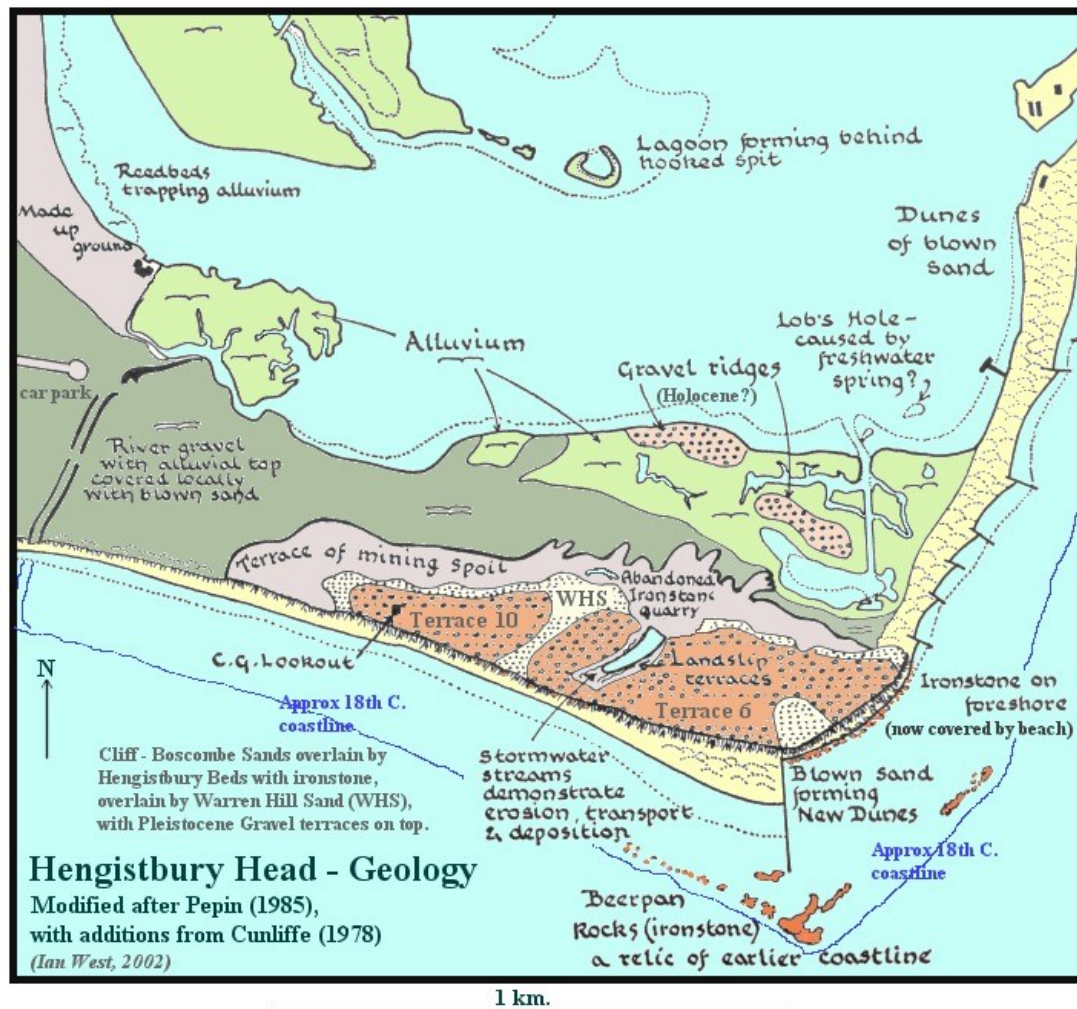 Lagoon forming behind
hooked spit
Reedbeds
trapping alluvium
Made
up
ground
Dunes
of blown
sand
Alluvium
Lob's Hole-
caused by
freshwater
spring?
Gravel ridges
(Holocene?)
car park
River gravel
with alluvial top
covered locally
with blown sand
Terrace of mining spoil
Abandoned
Ironstone
quarry
WHS
Terrace 10
C.G. Lookout
Landslip
terraces
Terrace 6
N
Approx 18th C.
coastline
Ironstone on
foreshore
(now covered by beach)
Cliff - Boscombe Sands overlain by
Hengistbury Beds with ironstone,
overlain by Warren Hill Sand (WHS),
with Pleistocene Gravel terraces on top.
Stormwater
streams
demonstrate
erosion, transport
& deposition
Blown sand
forming
New Dunes
Approx 18th C.
coastline
Hengistbury Head - Geology
Modified after Pepin (1985),
with additions from Cunliffe (1978)
(Ian West, 2002)
Beerpan
Rocks (ironstone)
a relic of earlier coastline
1 km.